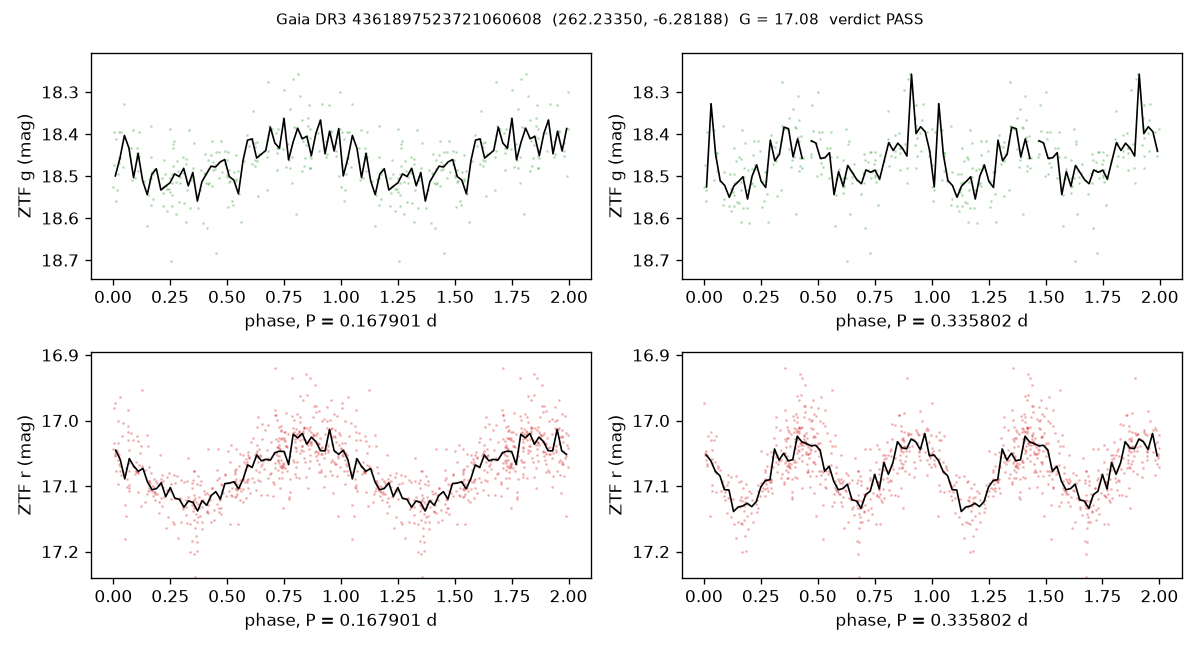 Gaia DR3 4361897523721060608 (262.23350, -6.28188) G = 17.08 verdict PASS
ZTF g (mag)
18.3
18.4
18.5
18.6
18.7
0.00 0.25 0.50 0.75 1.00 1.25 1.50 1.75 2.00
phase, P = 0.167901 d
ZTF g (mag)
18.3
18.4
18.5
18.6
18.7
0.00 0.25 0.50 0.75 1.00 1.25 1.50 1.75 2.00
phase, P = 0.335802 d
ZTF r (mag)
16.9
17.0
17.1
17.2
0.00 0.25 0.50 0.75 1.00 1.25 1.50 1.75 2.00
phase, P = 0.167901 d
ZTF r (mag)
16.9
17.0
17.1
17.2
0.00 0.25 0.50 0.75 1.00 1.25 1.50 1.75 2.00
phase, P = 0.335802 d